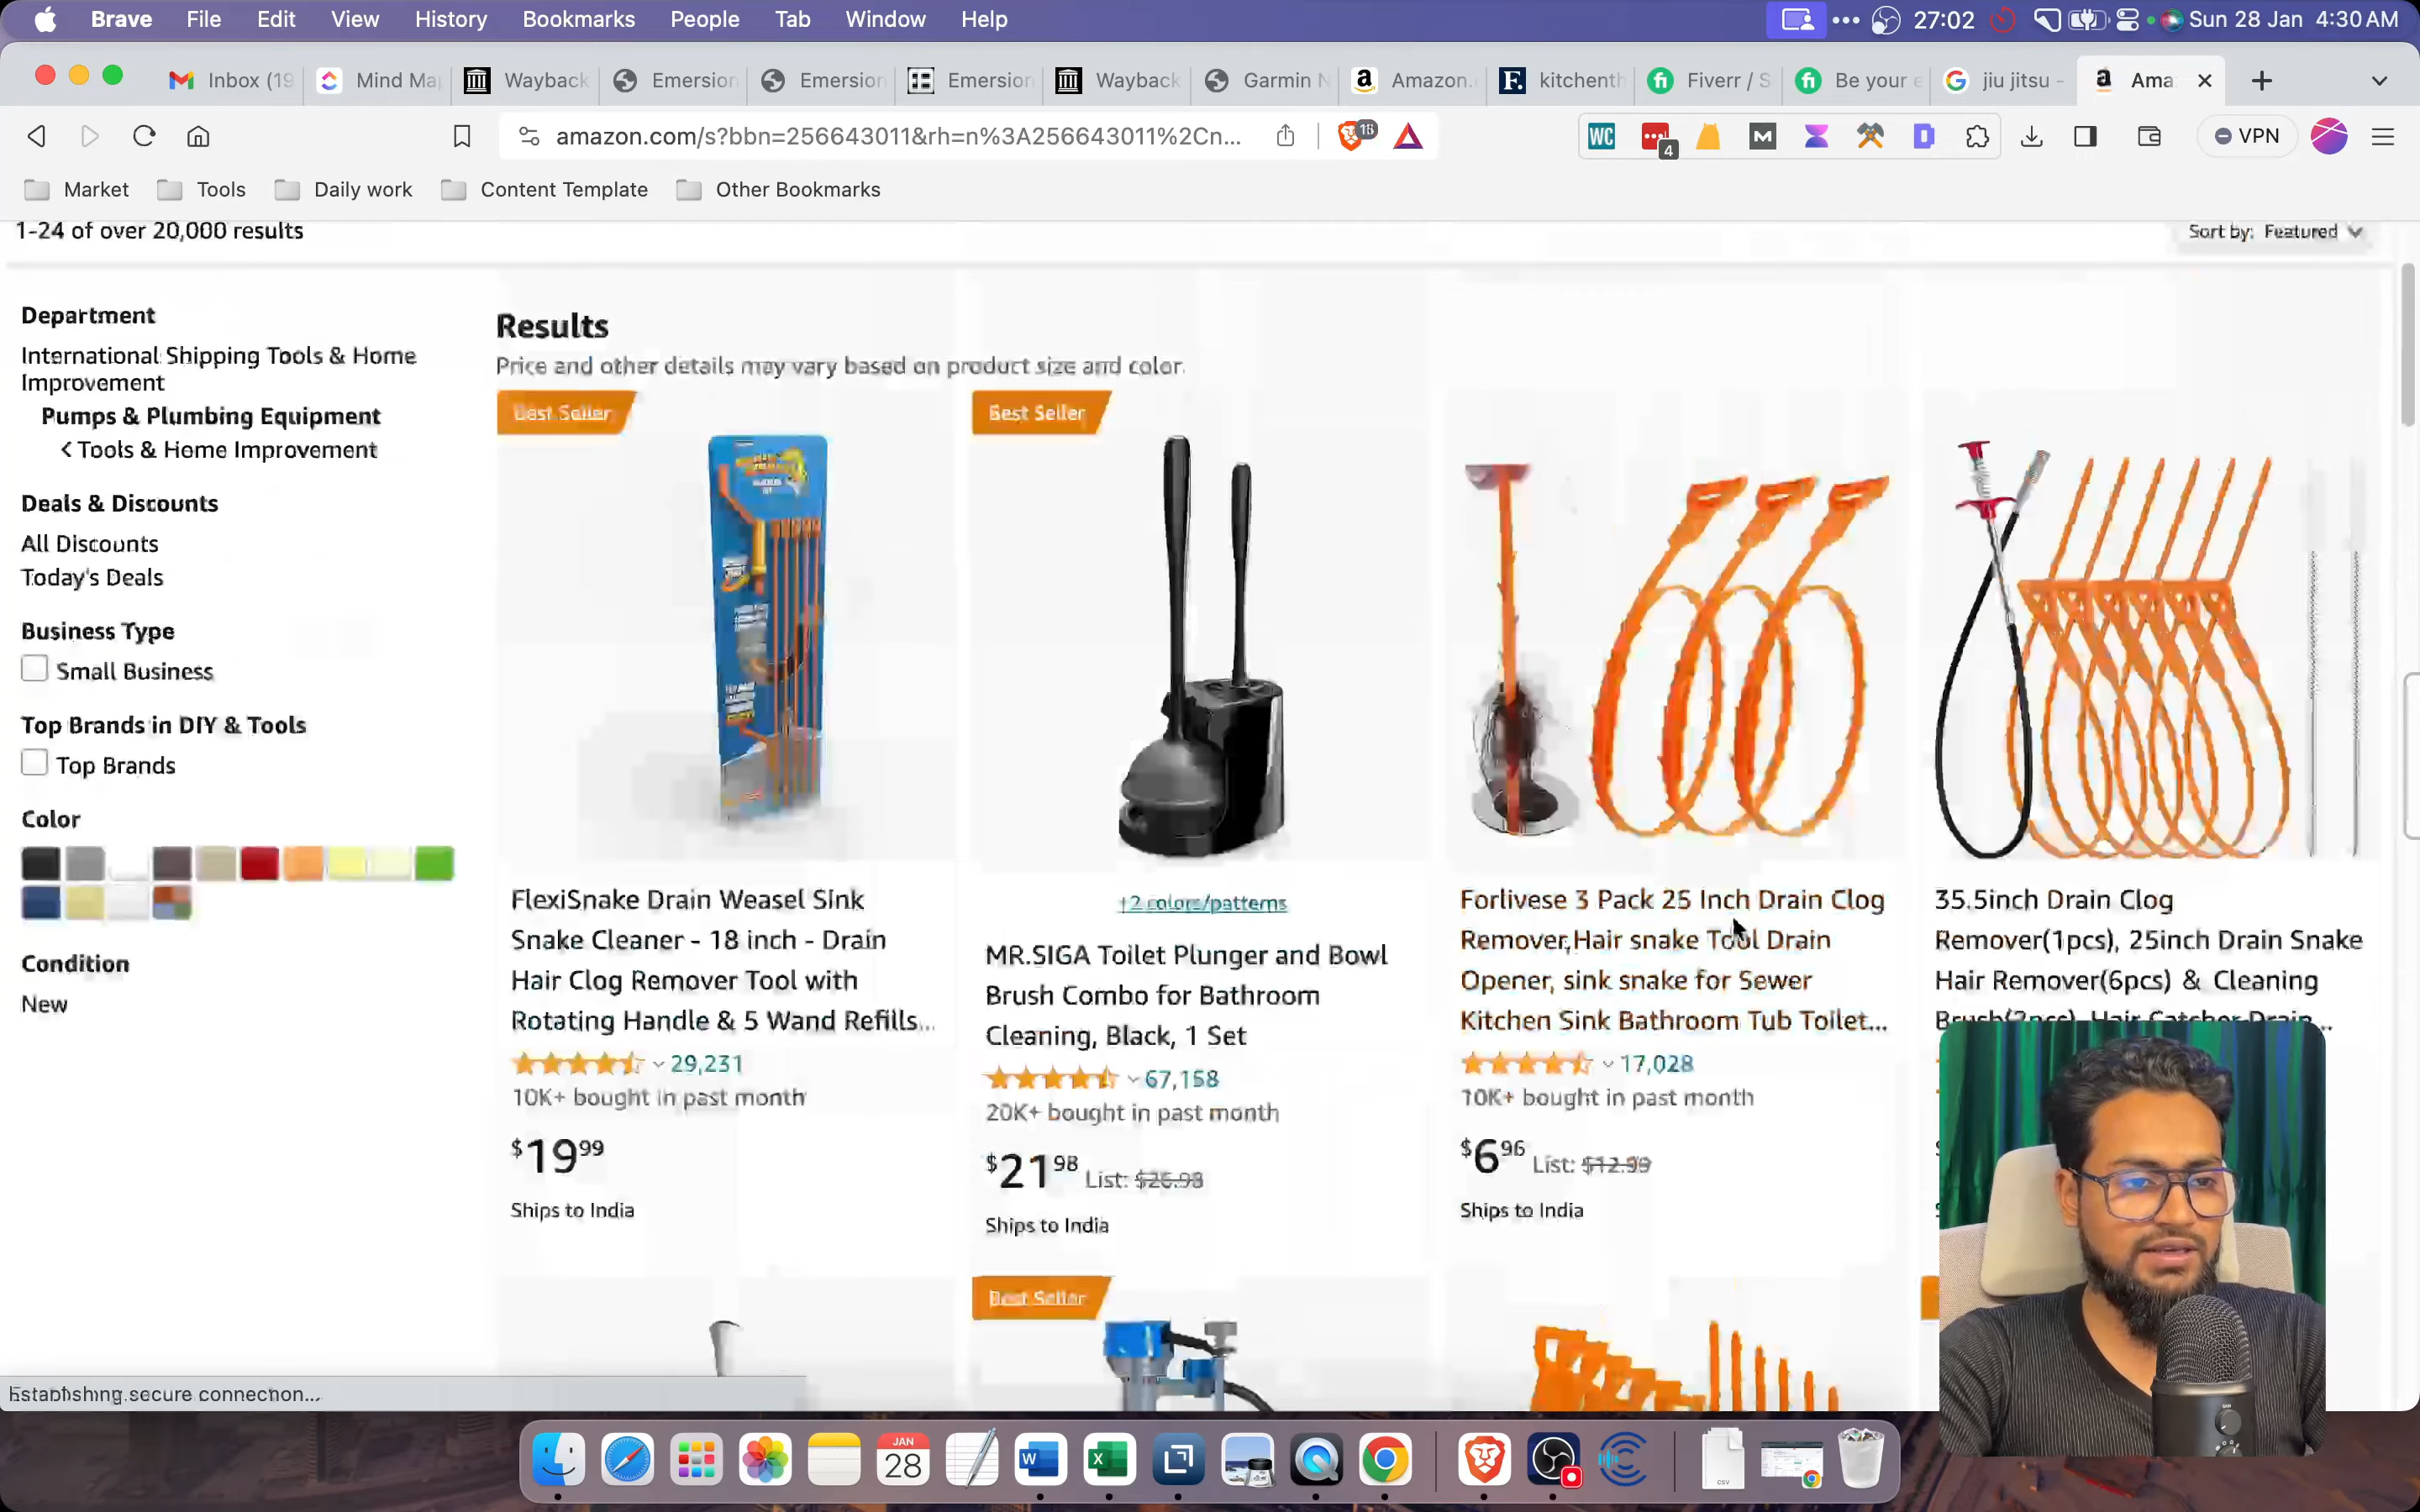 Brave File Edit View History Bookmarks People Tab Window Help 27:02 Sun 28 Jan 4:30 AM
Inbox (19 Mind Ma Wayback Emersion Emersion Emersion Wayback Garmin N Amazon. kitchenth Fiverr / S Be your e jiu jitsu - Ama
amazon.com/s?bbn=256643011&rh=n%3A256643011%2Cn... 18 WC 4 M VPN
Market Tools Daily work Content Template Other Bookmarks
1-24 of over 20,000 results
Sort by: Featured
Department
International Shipping Tools & Home
Improvement
Pumps & Plumbing Equipment
Tools & Home Improvement
Deals & Discounts
All Discounts
Today's Deals
Business Type
Small Business
Top Brands in DIY & Tools
Top Brands
Color
Condition
New
Results
Price and other details may vary based on product size and color.
Best Seller
FlexiSnake Drain Weasel Sink
Snake Cleaner - 18 inch - Drain
Hair Clog Remover Tool with
Rotating Handle & 5 Wand Refills...
29,231
10K+ bought in past month
$19.99
Ships to India
Best Seller
+2 colors/patterns
MR.SIGA Toilet Plunger and Bowl
Brush Combo for Bathroom
Cleaning, Black, 1 Set
67,158
20K+ bought in past month
$21.98 List: $26.98
Ships to India
Forlivese 3 Pack 25 Inch Drain Clog
Remover,Hair snake Tool Drain
Opener, sink snake for Sewer
Kitchen Sink Bathroom Tub Toilet...
17,028
10K+ bought in past month
$6.96 List: $12.99
Ships to India
35.5inch Drain Clog
Remover(1pcs), 25inch Drain Snake
Hair Remover(6pcs) & Cleaning
Brush(2pcs), Hair Catcher Drain...
Best Seller
Establishing secure connection...
JAN
28
W
X
CSV